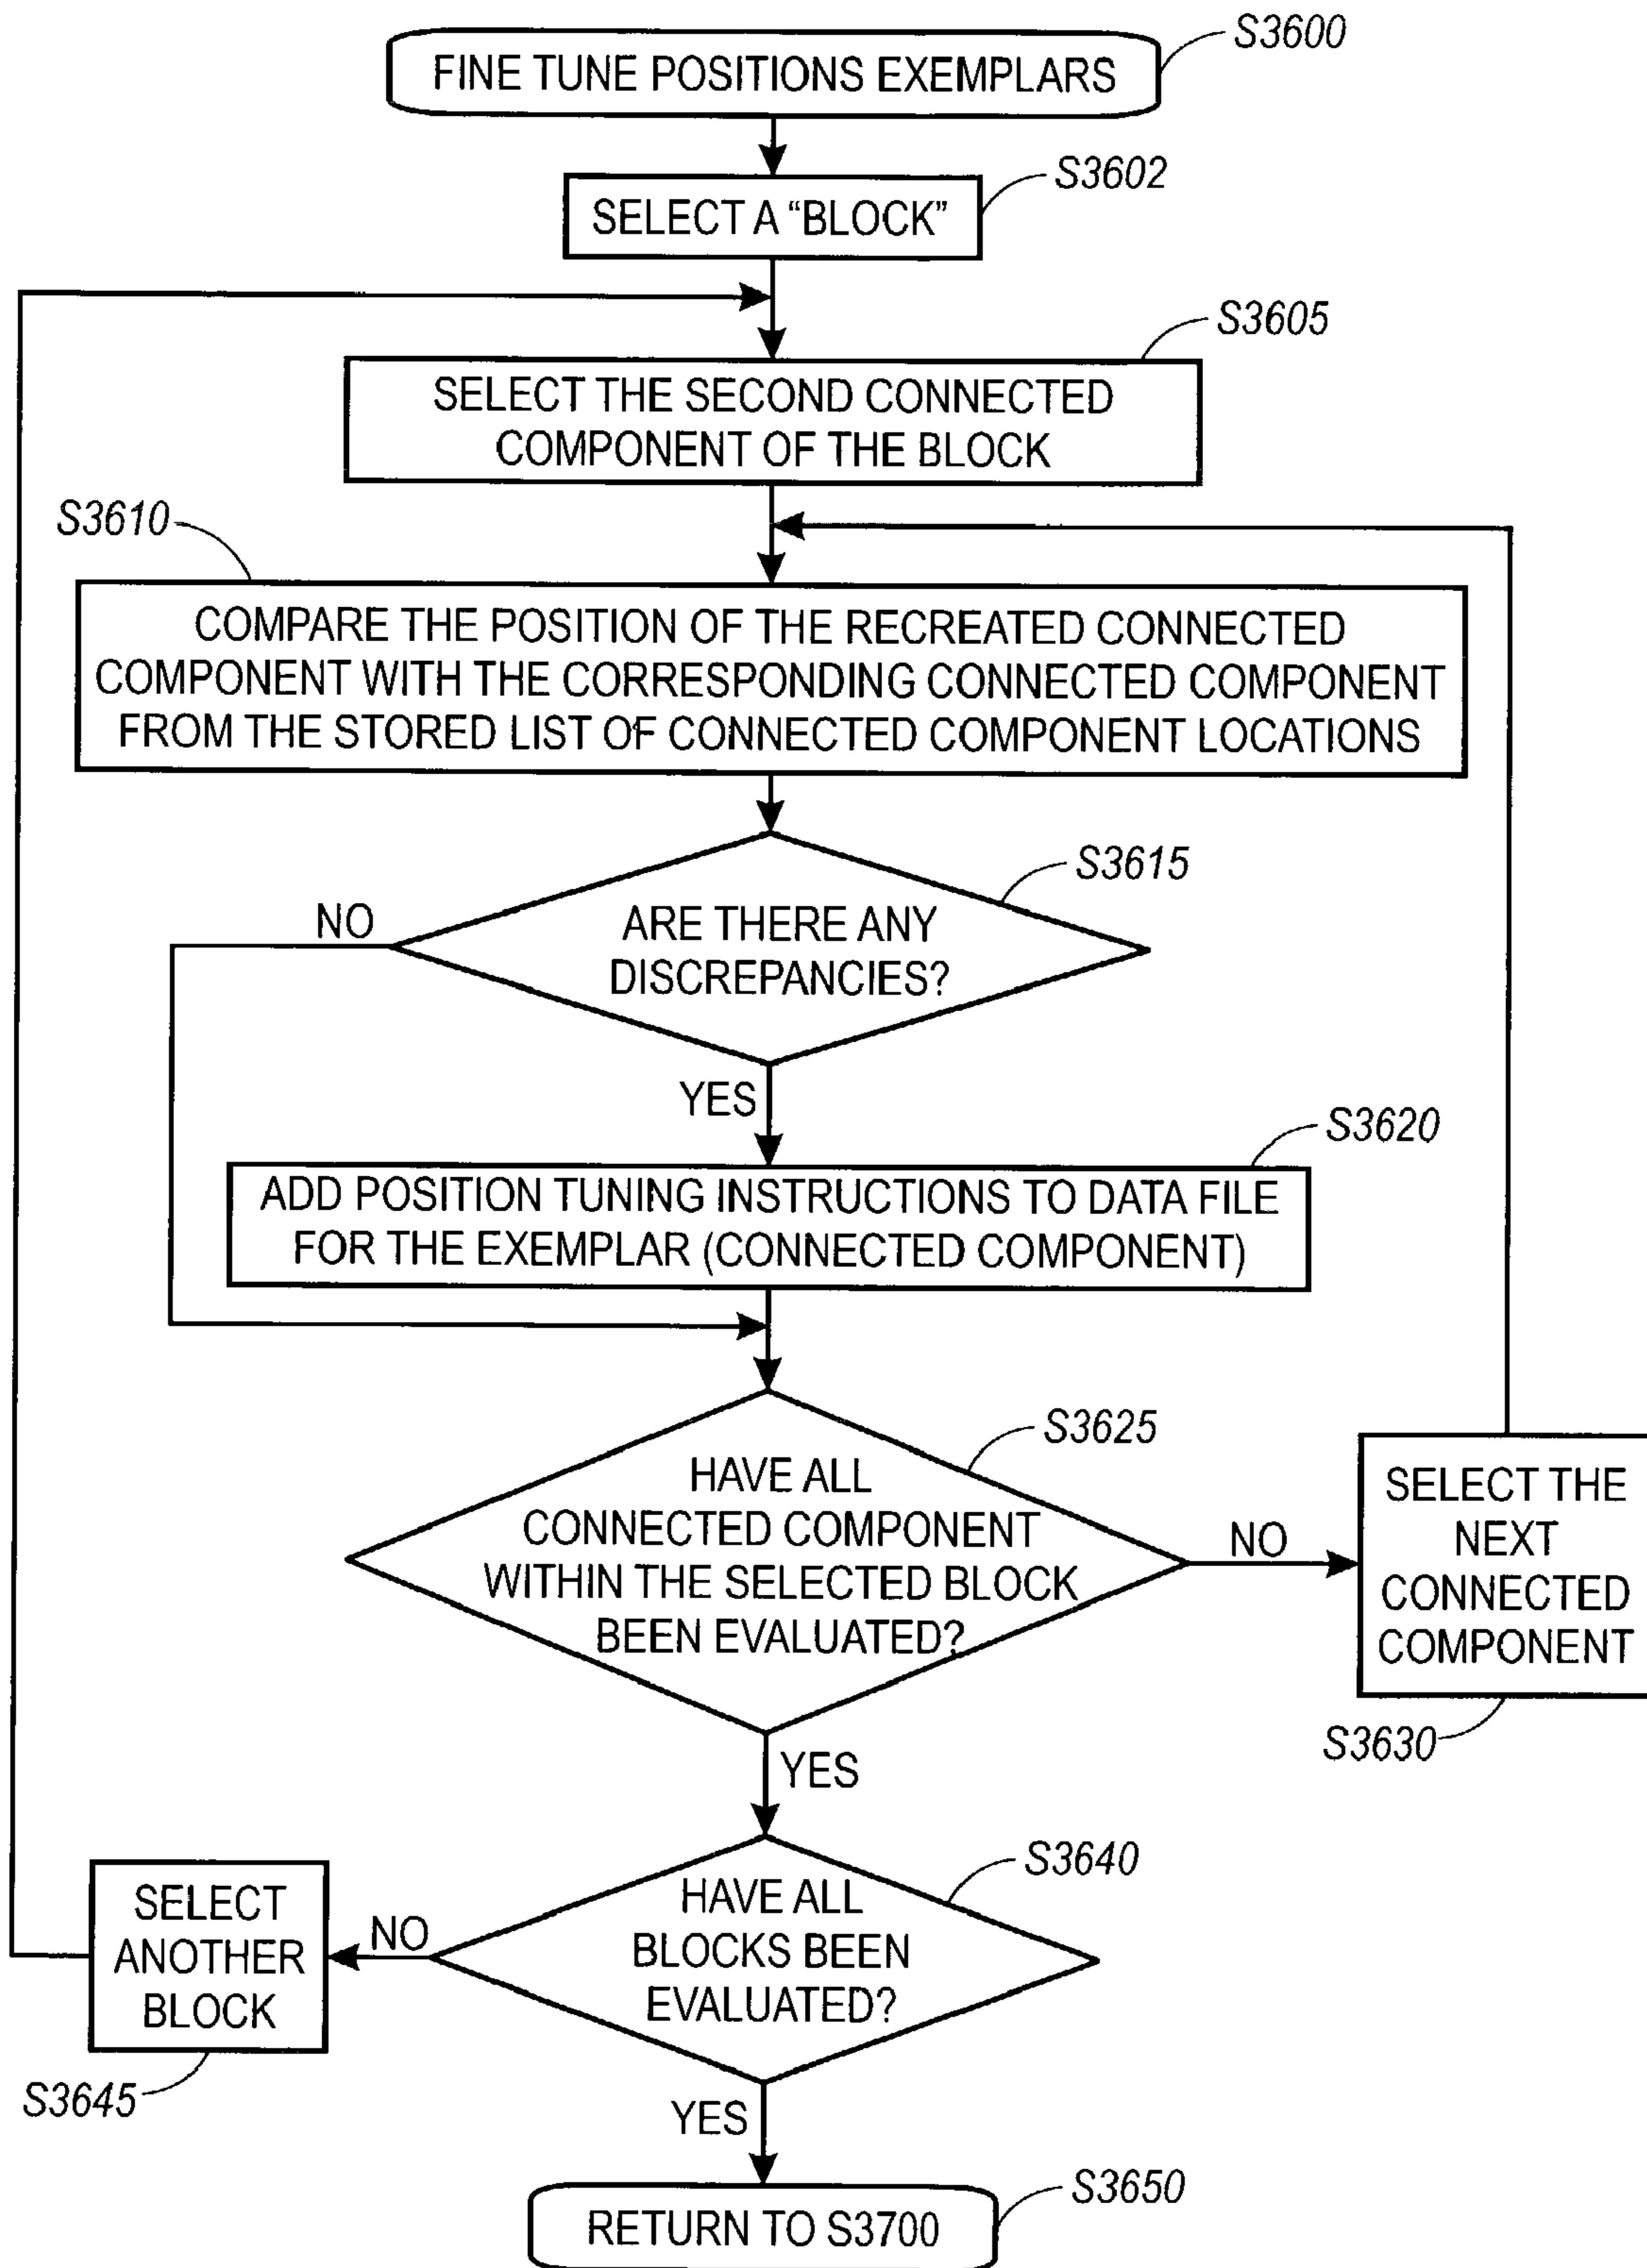 FINE TUNE POSITIONS EXEMPLARS
S3600
SELECT A “BLOCK”
S3602
SELECT THE SECOND CONNECTED
COMPONENT OF THE BLOCK
S3605
S3610
COMPARE THE POSITION OF THE RECREATED CONNECTED
COMPONENT WITH THE CORRESPONDING CONNECTED COMPONENT
FROM THE STORED LIST OF CONNECTED COMPONENT LOCATIONS
S3615
NO
ARE THERE ANY
DISCREPANCIES?
YES
S3620
ADD POSITION TUNING INSTRUCTIONS TO DATA FILE
FOR THE EXEMPLAR (CONNECTED COMPONENT)
S3625
HAVE ALL
CONNECTED COMPONENT
WITHIN THE SELECTED BLOCK
BEEN EVALUATED?
NO
SELECT THE
NEXT
CONNECTED
COMPONENT
S3630
YES
S3640
HAVE ALL
BLOCKS BEEN
EVALUATED?
NO
SELECT
ANOTHER
BLOCK
S3645
YES
S3650
RETURN TO S3700